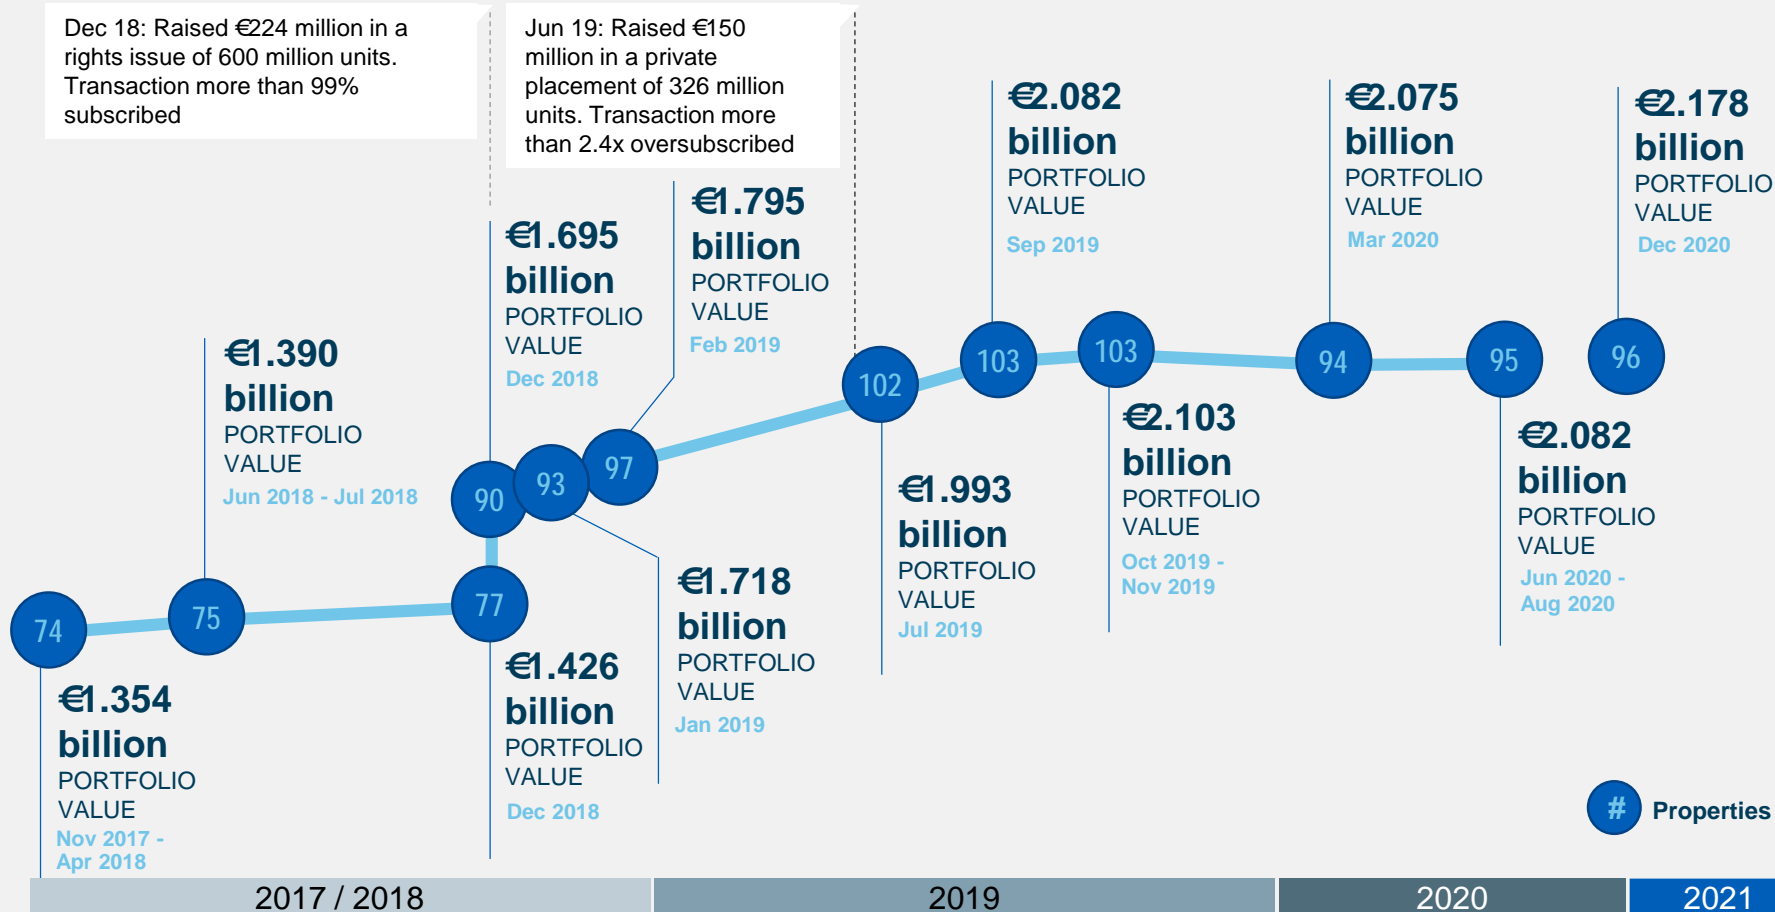 Dec 18: Raised €224 million in a
rights issue of 600 million units.
Transaction more than 99%
subscribed
Jun 19: Raised €150
million in a private
placement of 326 million
units. Transaction more
than 2.4x oversubscribed
€2.082
billion
PORTFOLIO
VALUE
Sep 2019
€2.075
billion
PORTFOLIO
VALUE
Mar 2020
€2.178
billion
PORTFOLIO
VALUE
Dec 2020
€1.795
billion
PORTFOLIO
VALUE
Feb 2019
€1.695
billion
PORTFOLIO
VALUE
Dec 2018
€1.390
billion
PORTFOLIO
VALUE
Jun 2018 - Jul 2018
74
75
77
90
93
97
102
103
103
94
95
96
€1.354
billion
PORTFOLIO
VALUE
Nov 2017 -
Apr 2018
€1.426
billion
PORTFOLIO
VALUE
Dec 2018
€1.718
billion
PORTFOLIO
VALUE
Jan 2019
€1.993
billion
PORTFOLIO
VALUE
Jul 2019
€2.103
billion
PORTFOLIO
VALUE
Oct 2019 -
Nov 2019
€2.082
billion
PORTFOLIO
VALUE
Jun 2020 -
Aug 2020
# Properties
2017 / 2018
2019
2020
2021